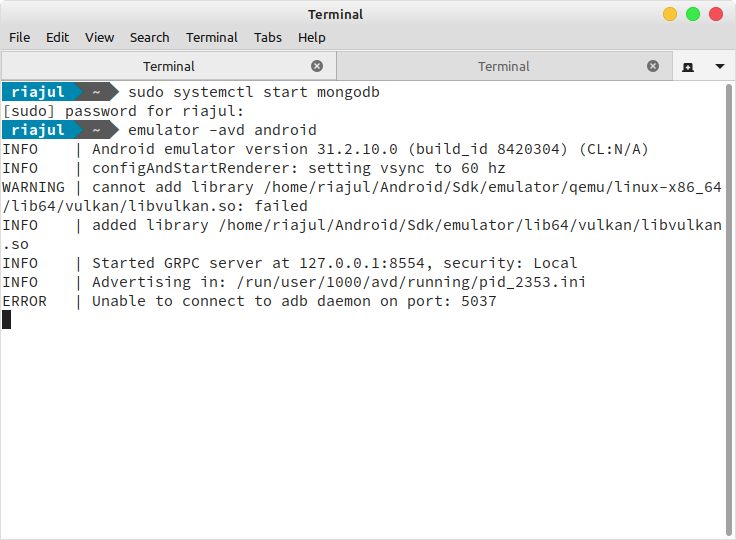 Terminal
File Edit View Search Terminal Tabs Help
Terminal Terminal
riajul ~ sudo systemctl start mongodb
[sudo] password for riajul:
riajul ~ emulator -avd android
INFO    | Android emulator version 31.2.10.0 (build_id 8420304) (CL:N/A)
INFO    | configAndStartRenderer: setting vsync to 60 hz
WARNING | cannot add library /home/riajul/Android/Sdk/emulator/qemu/linux-x86_64
/lib64/vulkan/libvulkan.so: failed
INFO    | added library /home/riajul/Android/Sdk/emulator/lib64/vulkan/libvulkan
.so
INFO    | Started GRPC server at 127.0.0.1:8554, security: Local
INFO    | Advertising in: /run/user/1000/avd/running/pid_2353.ini
ERROR   | Unable to connect to adb daemon on port: 5037